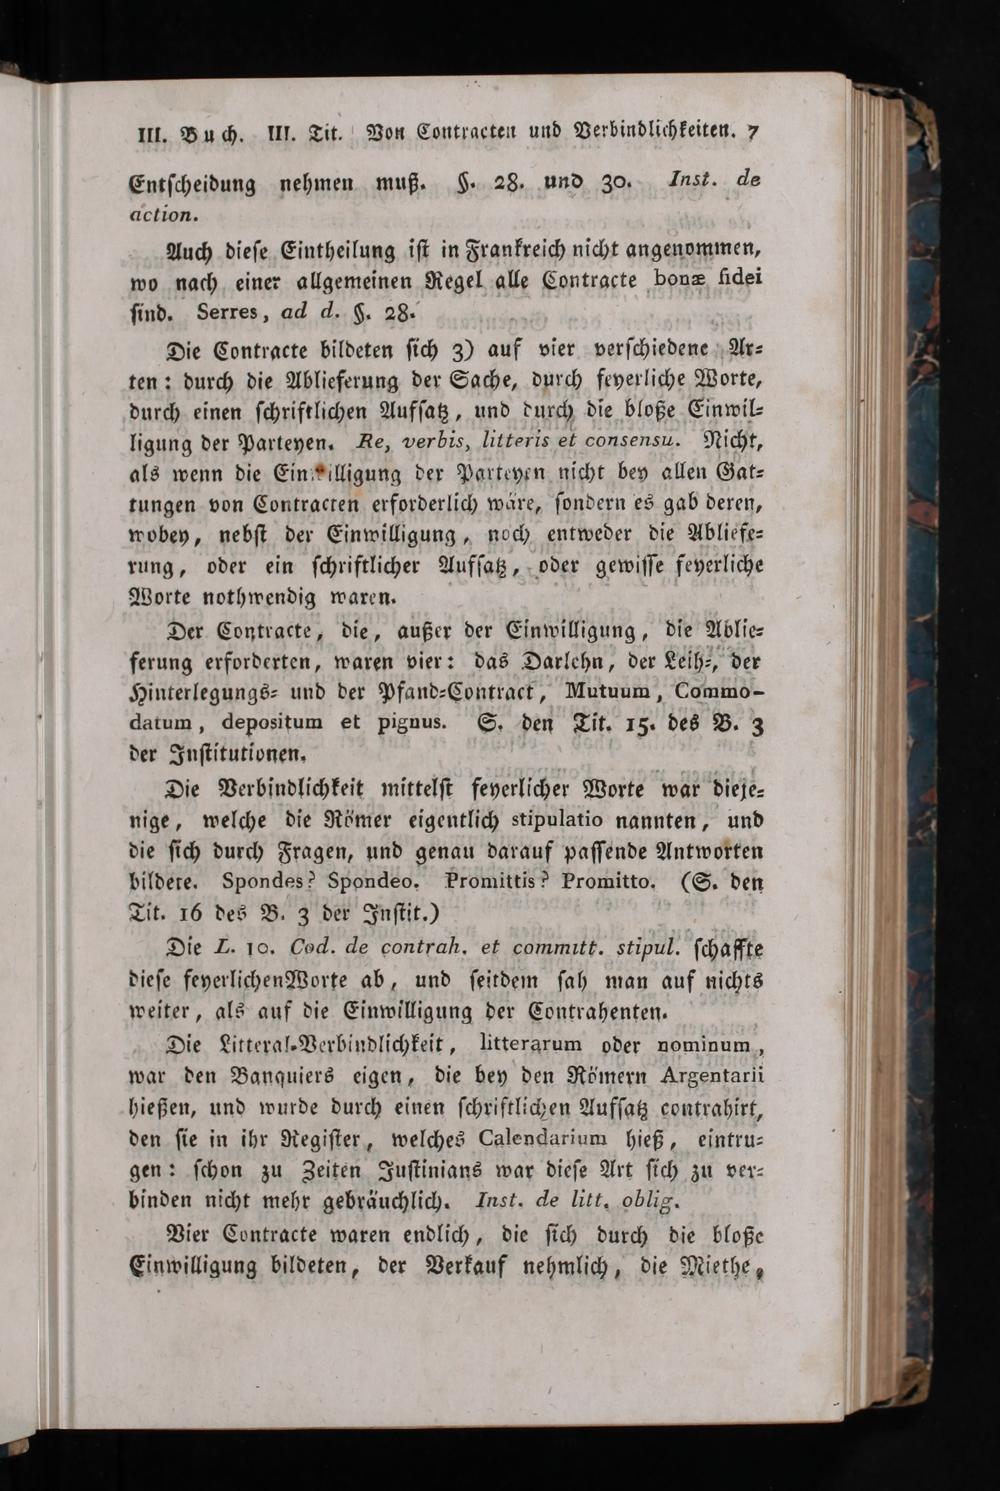 III. Buch. III. Tit. Von Contracten und Verbindlichkeiten. 7
Entſcheidung nehmen muß. §. 28. und 30. Inst. de
action.
Auch dieſe Eintheilung iſt in Frankreich nicht angenommen,
wo nach einer allgemeinen Regel alle Contracte bonæ fidei
ſind. Serres, ad d. §. 28.
Die Contracte bildeten ſich 3) auf vier verſchiedene Ar⸗
ten: durch die Ablieferung der Sache, durch feyerliche Worte,
durch einen ſchriftlichen Aufſatz, und durch die bloße Einwil⸗
ligung der Parteyen. Re, verbis, litteris et consensu. Nicht,
als wenn die Einwilligung der Parteyen nicht bey allen Gat⸗
tungen von Contracten erforderlich wäre, ſondern es gab deren,
wobey, nebſt der Einwilligung, noch entweder die Abliefe⸗
rung, oder ein ſchriftlicher Aufſatz, oder gewiſſe feyerliche
Worte nothwendig waren.
Der Contracte, die, außer der Einwilligung, die Ablie⸗
ferung erforderten, waren vier: das Darlehn, der Leih⸗, der
Hinterlegungs⸗ und der Pfand⸗Contract, Mutuum, Commo-
datum, depositum et pignus. S. den Tit. 15. des B. 3
der Inſtitutionen.
Die Verbindlichkeit mittelſt feyerlicher Worte war dieje⸗
nige, welche die Römer eigentlich stipulatio nannten, und
die ſich durch Fragen, und genau darauf paſſende Antworten
bildete. Spondes? Spondeo. Promittis? Promitto. (S. den
Tit. 16 des B. 3 der Inſtit.)
Die L. 10. Cod. de contrah. et committ. stipul. ſchaffte
dieſe feyerlichen Worte ab, und ſeitdem ſah man auf nichts
weiter, als auf die Einwilligung der Contrahenten.
Die Litteral-Verbindlichkeit, litterarum oder nominum,
war den Banquiers eigen, die bey den Römern Argentarii
hießen, und wurde durch einen ſchriftlichen Aufſatz contrahirt,
den ſie in ihr Regiſter, welches Calendarium hieß, eintru⸗
gen: ſchon zu Zeiten Juſtinians war dieſe Art ſich zu ver⸗
binden nicht mehr gebräuchlich. Inst. de litt. oblig.
Vier Contracte waren endlich, die ſich durch die bloße
Einwilligung bildeten, der Verkauf nehmlich, die Miethe,